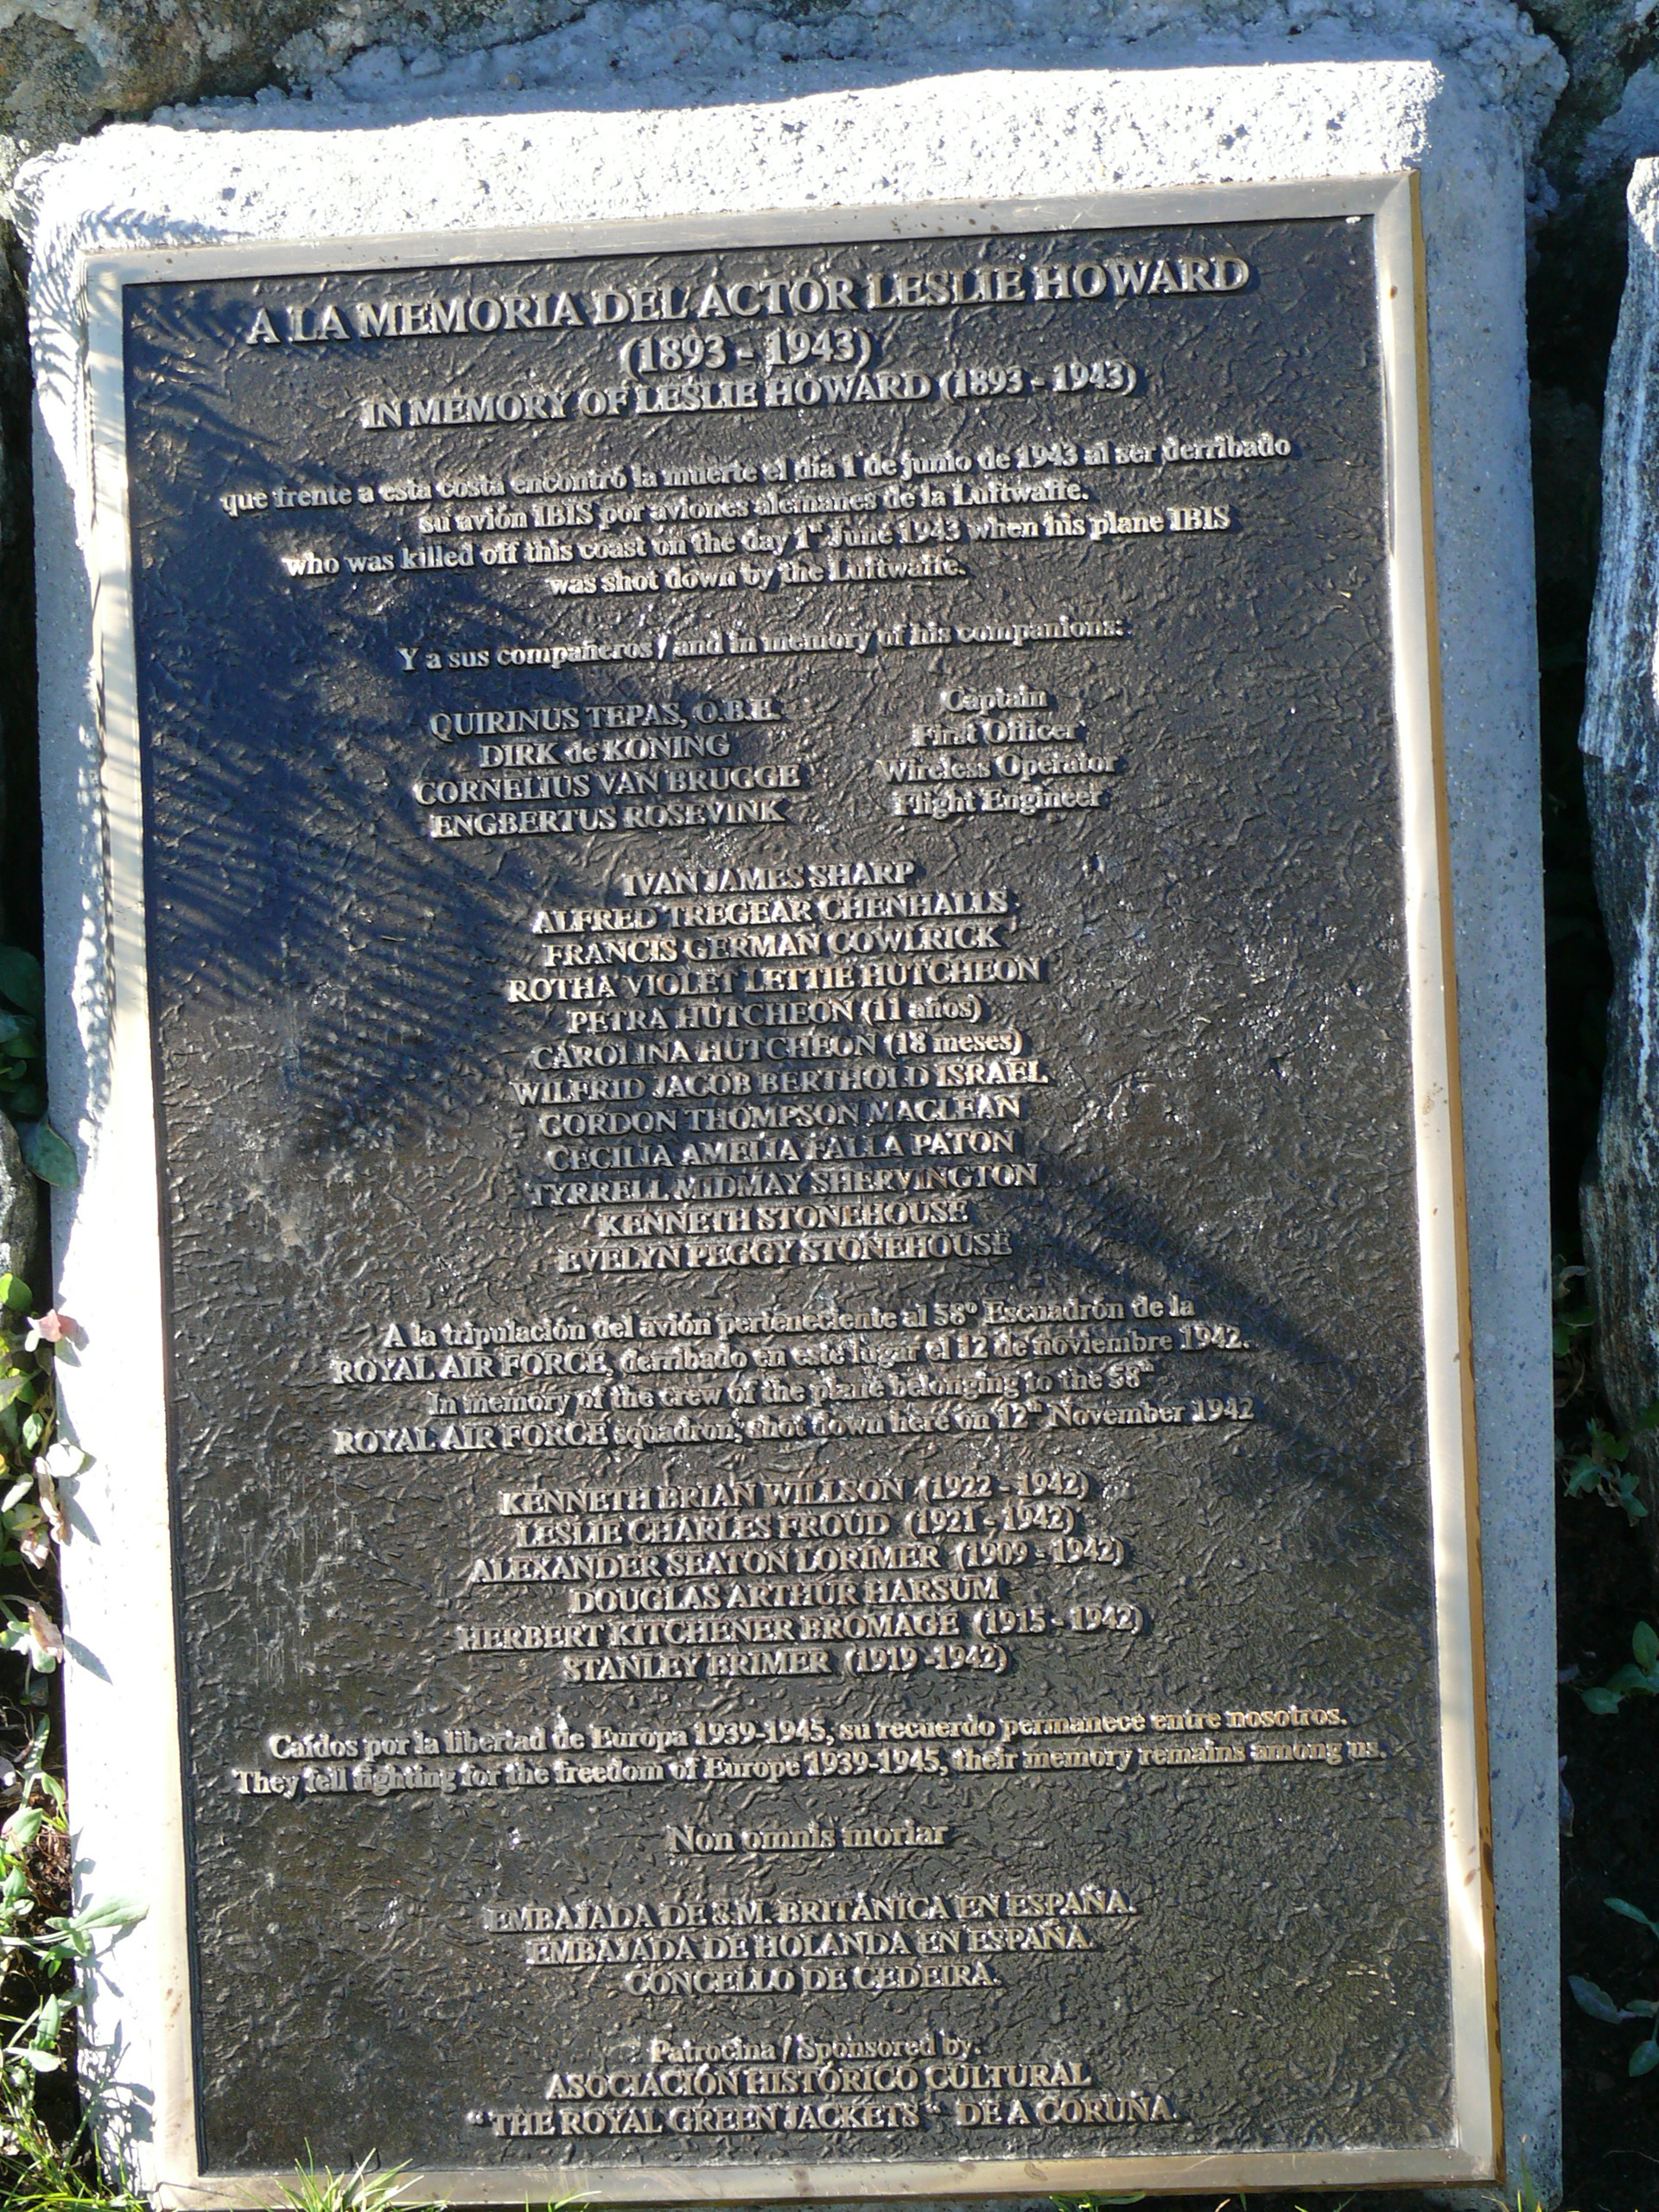 A LA MEMORIA DEL ACTOR LESLIE HOWARD
(1893 - 1943)
IN MEMORY OF LESLIE HOWARD (1893 - 1943)
que frente a esta costa encontró la muerte el día 1 de junio de 1943 al ser derribado
su avión IBIS por aviones alemanes de la Luftwaffe.
who was killed off this coast on the day 1st June 1943 when his plane IBIS
was shot down by the Luftwaffe.
Y a sus compañeros / and in memory of his companions:
QUIRINUS TEPAS, O.B.E. Captain
DIRK de KONING First Officer
CORNELIUS VAN BRUGGE Wireless Operator
ENGBERTUS ROSEVINK Flight Engineer
IVAN JAMES SHARP
ALFRED TREGEAR CHENHALLS
FRANCIS GERMAN COWLRICK
ROTHA VIOLET LETTIE HUTCHEON
PETRA HUTCHEON (11 años)
CAROLINA HUTCHEON (18 meses)
WILFRID JACOB BERTHOLD ISRAEL
GORDON THOMPSON MACLEAN
CECILIA AMELIA FALLA PATON
TYRRELL MIDMAY SHERVINGTON
KENNETH STONEHOUSE
EVELYN PEGGY STONEHOUSE
A la tripulación del avión perteneciente al 58º Escuadrón de la
ROYAL AIR FORCE, derribado en este lugar el 12 de noviembre 1942.
In memory of the crew of the plane belonging to the 58th
ROYAL AIR FORCE squadron, shot down here on 12th November 1942
KENNETH BRIAN WILLSON (1922 - 1942)
LESLIE CHARLES FROUD (1921 - 1942)
ALEXANDER SEATON LORIMER (1909 - 1942)
DOUGLAS ARTHUR HARSUM
HERBERT KITCHENER BROMAGE (1915 - 1942)
STANLEY BRIMER (1919 -1942)
Caídos por la libertad de Europa 1939-1945, su recuerdo permanece entre nosotros.
They fell fighting for the freedom of Europe 1939-1945, their memory remains among us.
Non omnis moriar
EMBAJADA DE S.M. BRITÁNICA EN ESPAÑA.
EMBAJADA DE HOLANDA EN ESPAÑA.
CONCELLO DE CEDEIRA.
Patrocina / Sponsored by:
ASOCIACIÓN HISTÓRICO CULTURAL
"THE ROYAL GREEN JACKETS" DE A CORUÑA.